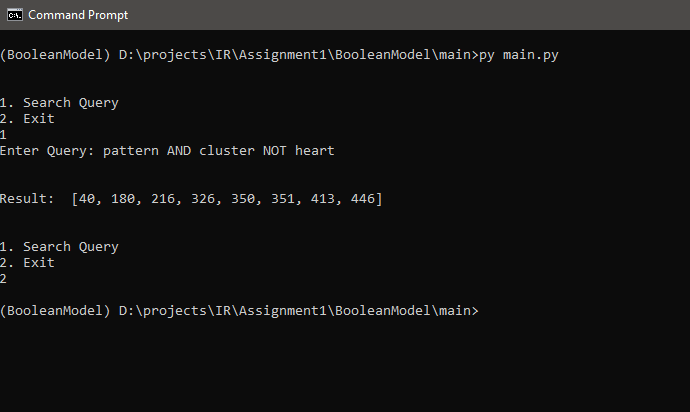 Command Prompt
(BooleanModel) D:\projects\IR\Assignment1\BooleanModel\main>py main.py
1. Search Query
2. Exit
1
Enter Query: pattern AND cluster NOT heart
Result:  [40, 180, 216, 326, 350, 351, 413, 446]
1. Search Query
2. Exit
2
(BooleanModel) D:\projects\IR\Assignment1\BooleanModel\main>